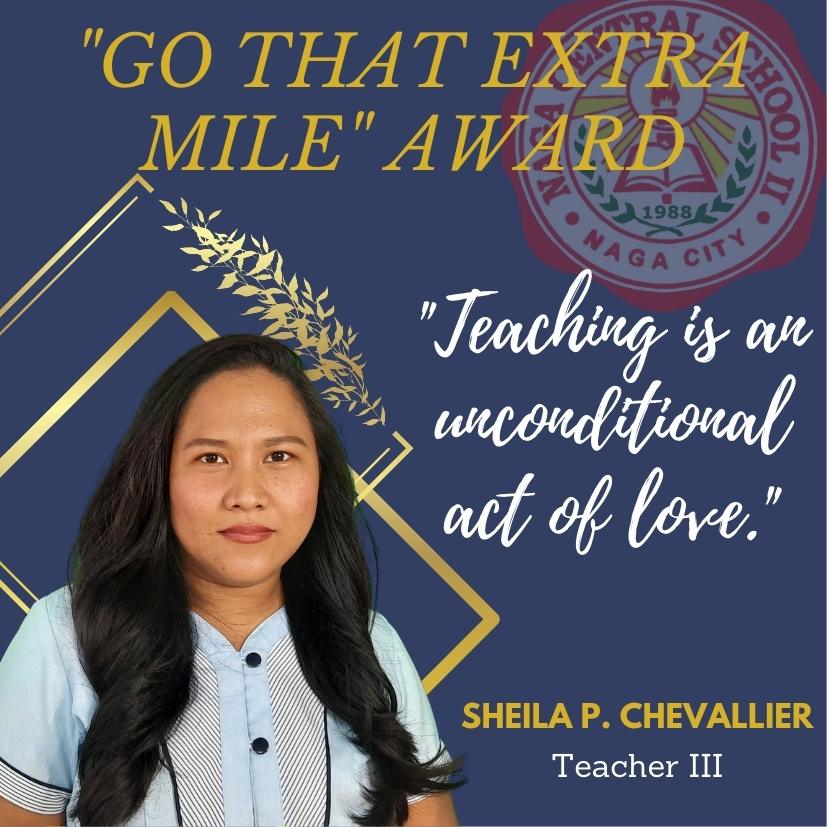 "GO THAT EXTRA
MILE" AWARD
NAGA CENTRAL SCHOOL II
1988
NAGA CITY
"Teaching is an
unconditional
act of love."
SHEILA P. CHEVALLIER
Teacher III